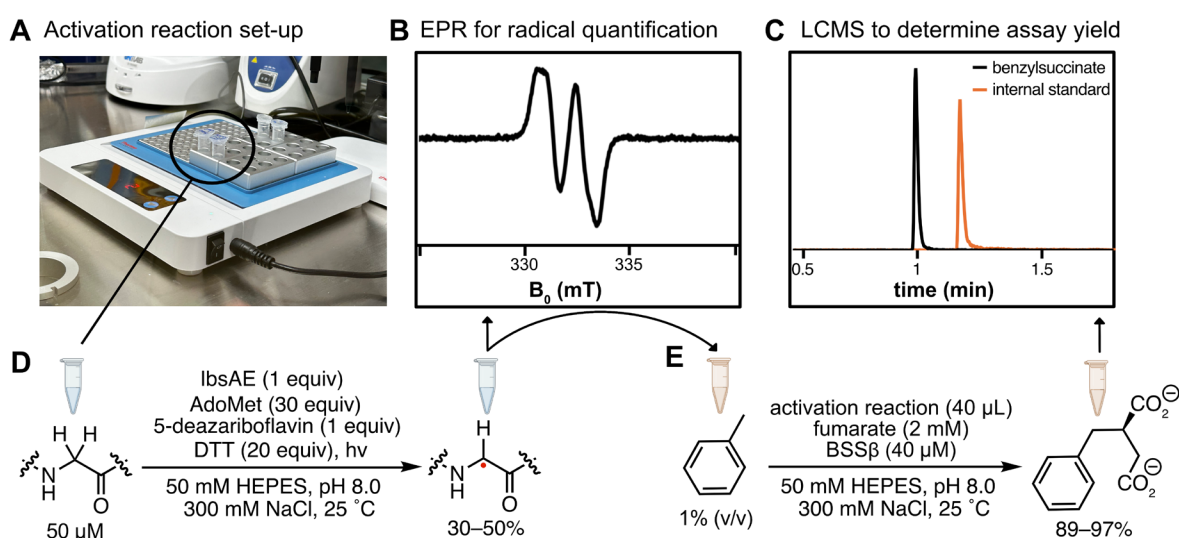 A Activation reaction set-up
B EPR for radical quantification
C LCMS to determine assay yield
330
335
B₀ (mT)
benzylsuccinate
internal standard
0.5
1
1.5
time (min)
D
IbsAE (1 equiv)
AdoMet (30 equiv)
5-deazariboflavin (1 equiv)
DTT (20 equiv), hv
50 mM HEPES, pH 8.0
300 mM NaCl, 25 ˚C
H H
N
H
O
50 µM
H
N
H
O
30–50%
E
1% (v/v)
activation reaction (40 µL)
fumarate (2 mM)
BSSβ (40 µM)
50 mM HEPES, pH 8.0
300 mM NaCl, 25 ˚C
CO₂⊖
CO₂⊖
89–97%